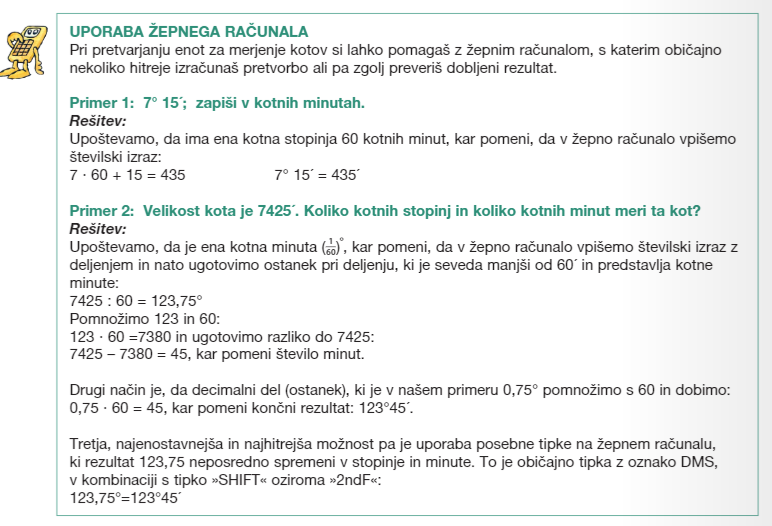 UPORABA ŽEPNEGA RAČUNALA
Pri pretvarjanju enot za merjenje kotov si lahko pomagaš z žepnim računalom, s katerim običajno
nekoliko hitreje izračunaš pretvorbo ali pa zgolj preveriš dobljeni rezultat.
Primer 1: 7° 15´; zapiši v kotnih minutah.
Rešitev:
Upoštevamo, da ima ena kotna stopinja 60 kotnih minut, kar pomeni, da v žepno računalo vpišemo
številski izraz:
7 · 60 + 15 = 435 7° 15´ = 435´
Primer 2: Velikost kota je 7425´. Koliko kotnih stopinj in koliko kotnih minut meri ta kot?
Rešitev:
Upoštevamo, da je ena kotna minuta (1/60)°, kar pomeni, da v žepno računalo vpišemo številski izraz z
deljenjem in nato ugotovimo ostanek pri deljenju, ki je seveda manjši od 60´ in predstavlja kotne
minute:
7425 : 60 = 123,75°
Pomnožimo 123 in 60:
123 · 60 =7380 in ugotovimo razliko do 7425:
7425 – 7380 = 45, kar pomeni število minut.
Drugi način je, da decimalni del (ostanek), ki je v našem primeru 0,75° pomnožimo s 60 in dobimo:
0,75 · 60 = 45, kar pomeni končni rezultat: 123°45´.
Tretja, najenostavnejša in najhitrejša možnost pa je uporaba posebne tipke na žepnem računalu,
ki rezultat 123,75 neposredno spremeni v stopinje in minute. To je običajno tipka z oznako DMS,
v kombinaciji s tipko »SHIFT« oziroma »2ndF«:
123,75°=123°45´